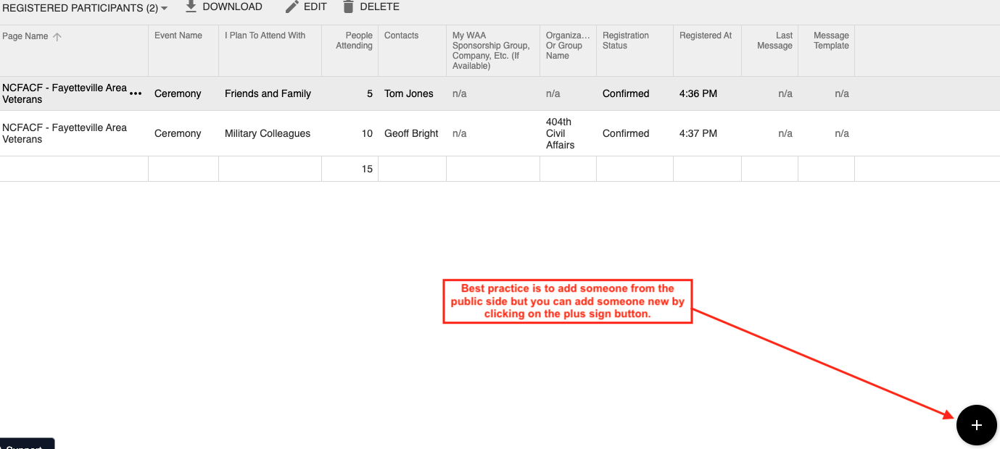 REGISTERED PARTICIPANTS (2) DOWNLOAD EDIT DELETE
Page Name Event Name I Plan To Attend With People Attending Contacts My WAA Sponsorship Group, Company, Etc. (If Available) Organiza... Or Group Name Registration Status Registered At Last Message Message Template
NCFACF - Fayetteville Area Veterans ... Ceremony Friends and Family 5 Tom Jones n/a n/a Confirmed 4:36 PM n/a n/a
NCFACF - Fayetteville Area Veterans Ceremony Military Colleagues 10 Geoff Bright n/a 404th Civil Affairs Confirmed 4:37 PM n/a n/a
15
Best practice is to add someone from the
public side but you can add someone new by
clicking on the plus sign button.
+